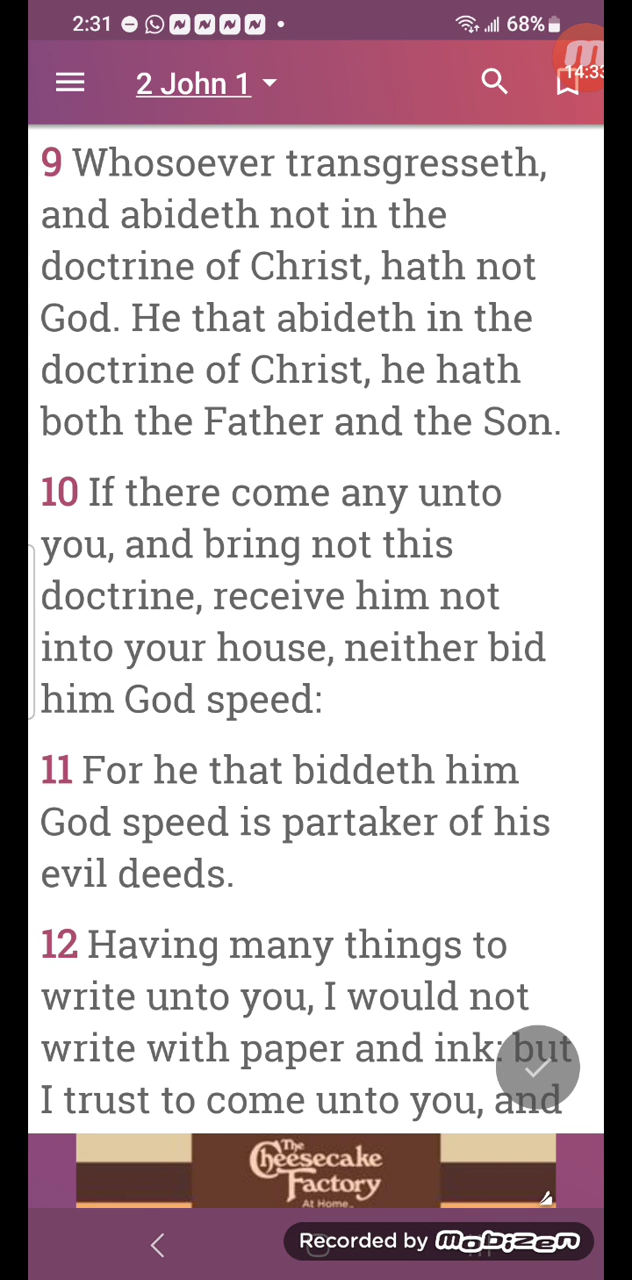 2:31 68%
14:33
2 John 1
9 Whosoever transgresseth,
and abideth not in the
doctrine of Christ, hath not
God. He that abideth in the
doctrine of Christ, he hath
both the Father and the Son.
10 If there come any unto
you, and bring not this
doctrine, receive him not
into your house, neither bid
him God speed:
11 For he that biddeth him
God speed is partaker of his
evil deeds.
12 Having many things to
write unto you, I would not
write with paper and ink: but
I trust to come unto you, and
The
Cheesecake
Factory
At Home
Recorded by mobizen